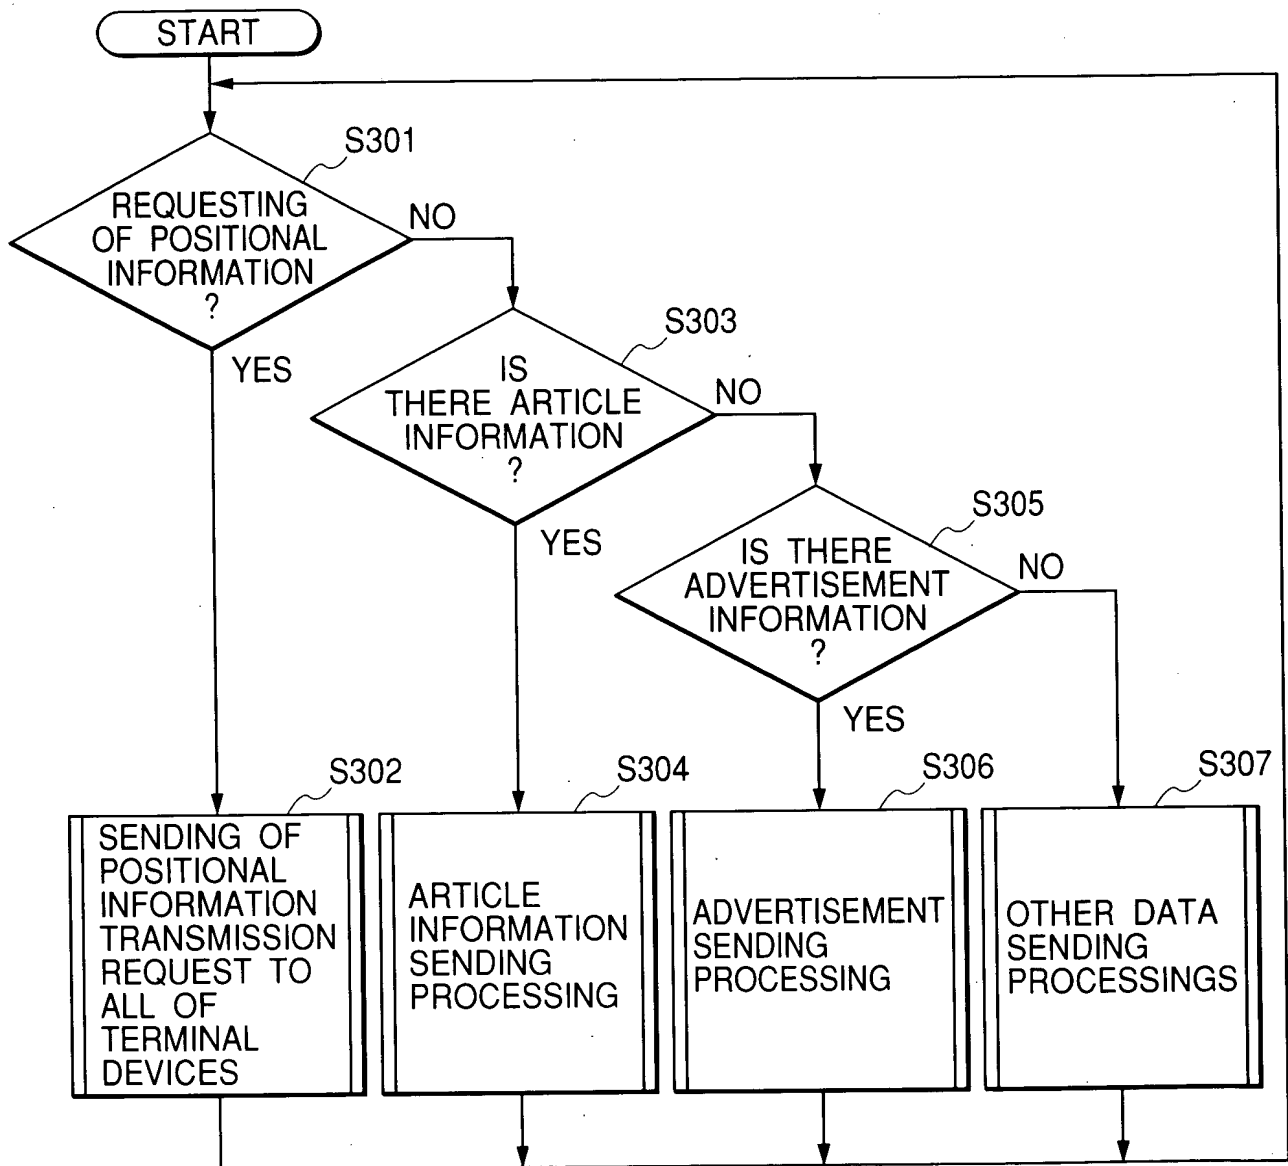 START
S301
REQUESTING
OF POSITIONAL
INFORMATION
?
NO
YES
S303
IS
THERE ARTICLE
INFORMATION
?
NO
YES
S305
IS THERE
ADVERTISEMENT
INFORMATION
?
NO
YES
S302
SENDING OF
POSITIONAL
INFORMATION
TRANSMISSION
REQUEST TO
ALL OF
TERMINAL
DEVICES
S304
ARTICLE
INFORMATION
SENDING
PROCESSING
S306
ADVERTISEMENT
SENDING
PROCESSING
S307
OTHER DATA
SENDING
PROCESSINGS